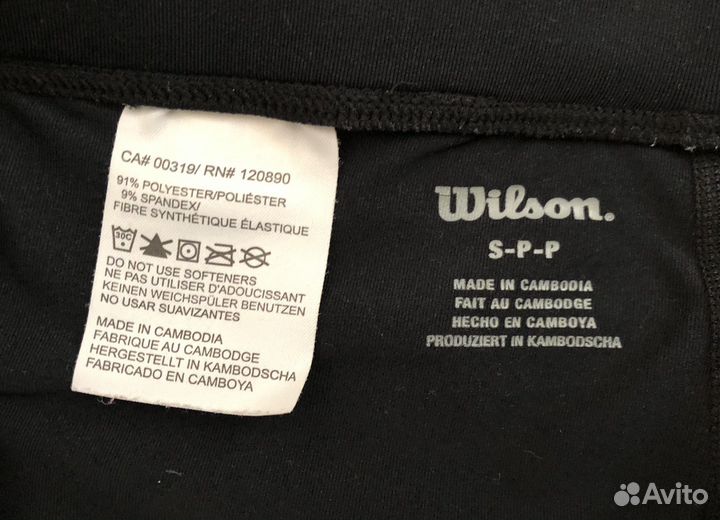 CA# 00319/ RN# 120890
91% POLYESTER/POLIÉSTER
9% SPANDEX/
FIBRE SYNTHÉTIQUE ÉLASTIQUE
30C
DO NOT USE SOFTENERS
NE PAS UTILISER D'ADOUCISSANT
KEINEN WEICHSPÜLER BENUTZEN
NO USAR SUAVIZANTES
MADE IN CAMBODIA
FABRIQUE AU CAMBODGE
HERGESTELLT IN KAMBODSCHA
FABRICADO EN CAMBOYA
Wilson.
S-P-P
MADE IN CAMBODIA
FAIT AU CAMBODGE
HECHO EN CAMBOYA
PRODUZIERT IN KAMBODSCHA
Avito